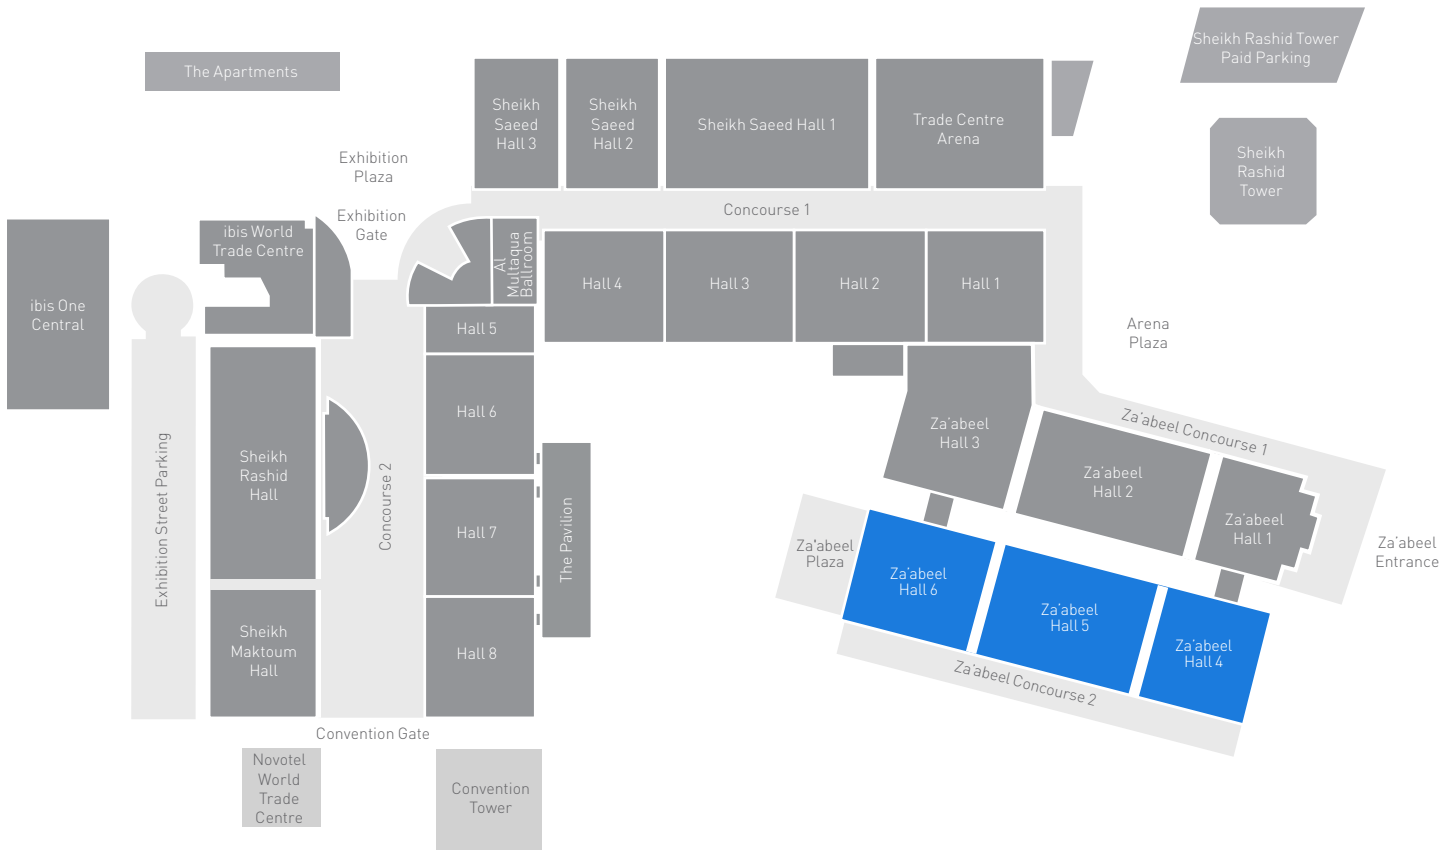 Sheikh Rashid Tower
Paid Parking
The Apartments
Sheikh
Saeed
Hall 3
Sheikh
Saeed
Hall 2
Sheikh Saeed Hall 1
Trade Centre
Arena
Sheikh
Rashid
Tower
Exhibition
Plaza
Exhibition
Gate
Concourse 1
ibis World
Trade Centre
Al
Multaqua
Ballroom
Hall 4
Hall 3
Hall 2
Hall 1
ibis One
Central
Hall 5
Arena
Plaza
Hall 6
Za'abeel
Hall 3
Za'abeel Concourse 1
Sheikh
Rashid
Hall
Za'abeel
Hall 2
Exhibition Street Parking
Concourse 2
Hall 7
The Pavilion
Za'abeel
Hall 1
Za'abeel
Entrance
Za'abeel
Plaza
Za'abeel
Hall 6
Za'abeel
Hall 5
Za'abeel
Hall 4
Sheikh
Maktoum
Hall
Hall 8
Za'abeel Concourse 2
Convention Gate
Novotel
World
Trade
Centre
Convention
Tower